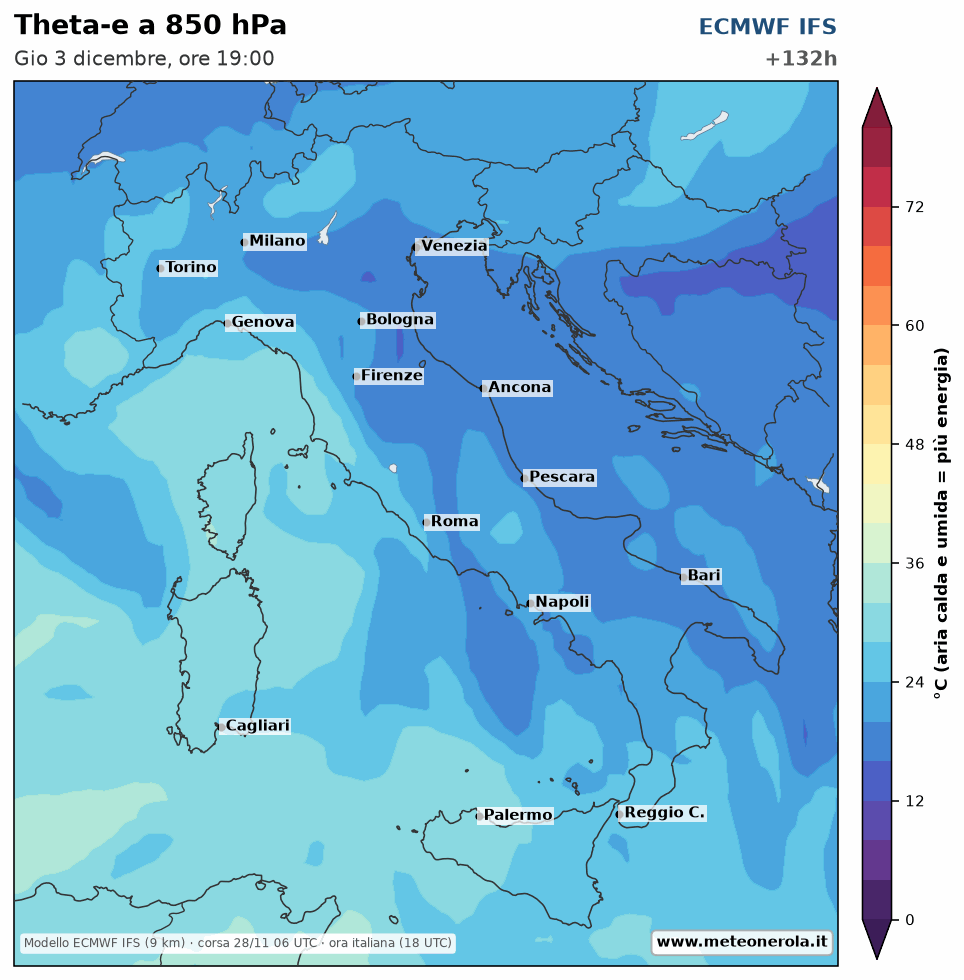 Theta-e a 850 hPa
ECMWF IFS
Gio 3 dicembre, ore 19:00
+132h
Milano
Venezia
Torino
Genova
Bologna
Firenze
Ancona
Pescara
Roma
Bari
Napoli
Cagliari
Palermo
Reggio C.
72
60
48
36
24
12
0
°C (aria calda e umida = più energia)
Modello ECMWF IFS (9 km) · corsa 28/11 06 UTC · ora italiana (18 UTC)
www.meteonerola.it